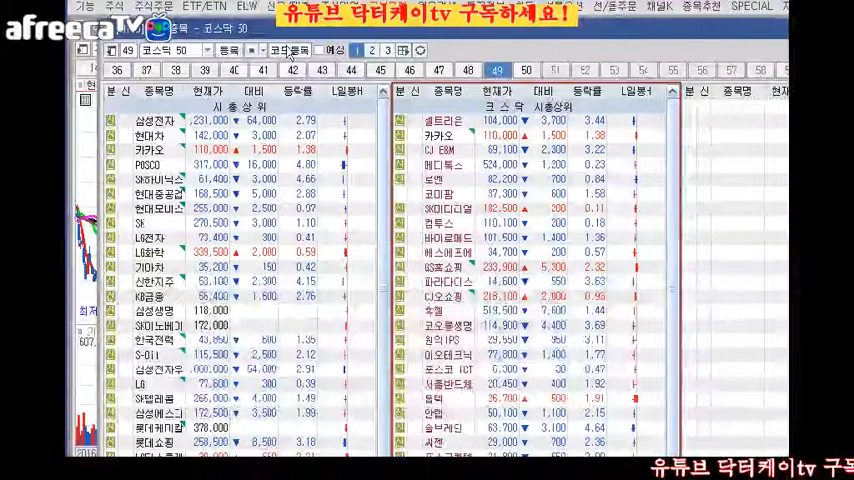 유튜브 닥터케이tv 구독하세요!
afreecaTV
49 코스닥 50 등록 예상 1 2 3
36 37 38 39 40 41 42 43 44 45 46 47 48 49 50 51 52 53 54 55 56 57
분 신 종목명 현재가 대비 등락률 L일봉H 분 신 종목명 현재가 대비 등락률 L일봉H 분 신 종목명
시총상위 코스닥 시총상위
삼성전자 ,231,000 ▼ 64,000 2.79 셀트리온 104,000 ▼ 3,700 3.44
현대차 142,000 ▼ 3,000 2.07 카카오 110,000 ▲ 1,500 1.38
카카오 110,000 ▲ 1,500 1.38 CJ E&M 69,100 ▼ 2,300 3.22
POSCO 317,000 ▼ 16,000 4.80 메디톡스 524,000 ▼ 1,200 0.23
SK하이닉스 61,400 ▼ 3,000 4.66 로엔 82,200 ▼ 700 0.84
현대중공업 168,500 ▼ 5,000 2.88 코미팜 37,300 ▼ 600 1.58
현대모비스 255,000 ▼ 2,500 0.97 SK머티리얼 182,500 ▲ 200 0.11
SK 270,500 ▼ 3,000 1.10 컴투스 110,100 ▼ 200 0.18
LG전자 73,400 ▼ 300 0.41 바이로메드 101,500 ▼ 1,400 1.36
LG화학 339,500 ▲ 2,000 0.59 에스에프에 34,700 ▼ 200 0.57
기아차 35,200 ▼ 150 0.42 GS홈쇼핑 233,900 ▲ 5,300 2.32
신한지주 53,100 ▼ 2,300 4.15 파라다이스 14,600 ▼ 550 3.63
KB금융 56,400 ▼ 1,600 2.76 CJ오쇼핑 218,100 ▲ 2,000 0.93
삼성생명 118,000 휴젤 519,500 ▼ 7,600 1.44
SK이노베이 172,000 코오롱생명 114,900 ▼ 4,400 3.69
한국전력 43,850 ▼ 600 1.35 원익IPS 29,550 ▼ 950 3.11
S-Oil 115,500 ▼ 2,500 2.12 이오테크닉 77,800 ▼ 1,400 1.77
삼성전자우 ,000,000 ▼ 54,000 2.91 포스코 ICT 6,300 ▼ 30 0.47
LG 77,600 ▼ 300 0.39 서울반도체 20,450 ▼ 400 1.92
SK텔레콤 265,000 ▼ 4,000 1.49 톱텍 26,700 ▲ 500 1.91
삼성에스디 172,500 ▼ 3,500 1.99 안랩 50,100 ▼ 1,100 2.15
롯데케미칼 378,000 솔브레인 63,700 ▼ 3,100 4.64
롯데쇼핑 258,500 ▼ 8,500 3.18 씨젠 29,000 ▼ 700 2.36
유튜브 닥터케이tv 구독